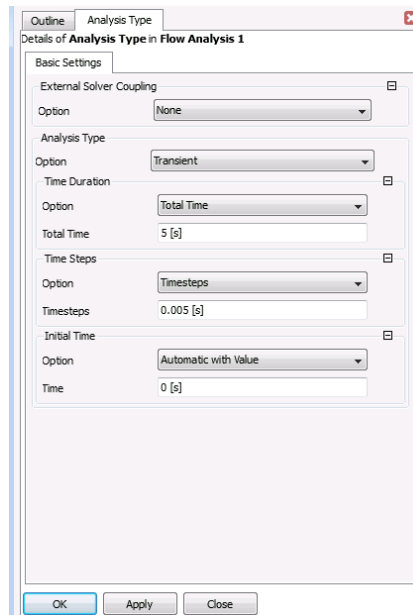 Outline Analysis Type
Details of Analysis Type in Flow Analysis 1
Basic Settings
External Solver Coupling
Option None
Analysis Type
Option Transient
Time Duration
Option Total Time
Total Time 5 [s]
Time Steps
Option Timesteps
Timesteps 0.005 [s]
Initial Time
Option Automatic with Value
Time 0 [s]
OK Apply Close